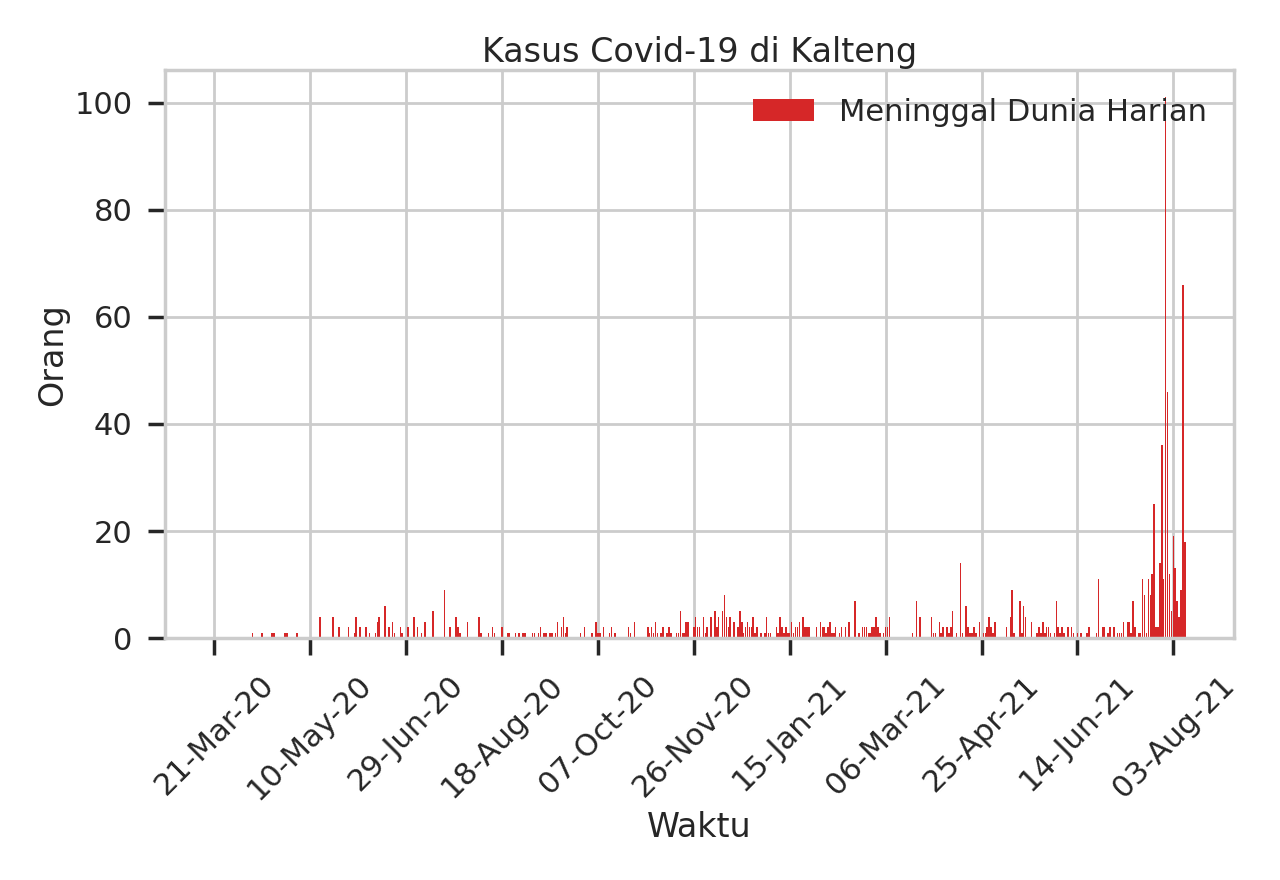 Kasus Covid-19 di Kalteng
Meninggal Dunia Harian
100
80
60
40
20
0
Orang
21-Mar-20
10-May-20
29-Jun-20
18-Aug-20
07-Oct-20
26-Nov-20
15-Jan-21
06-Mar-21
25-Apr-21
14-Jun-21
03-Aug-21
Waktu